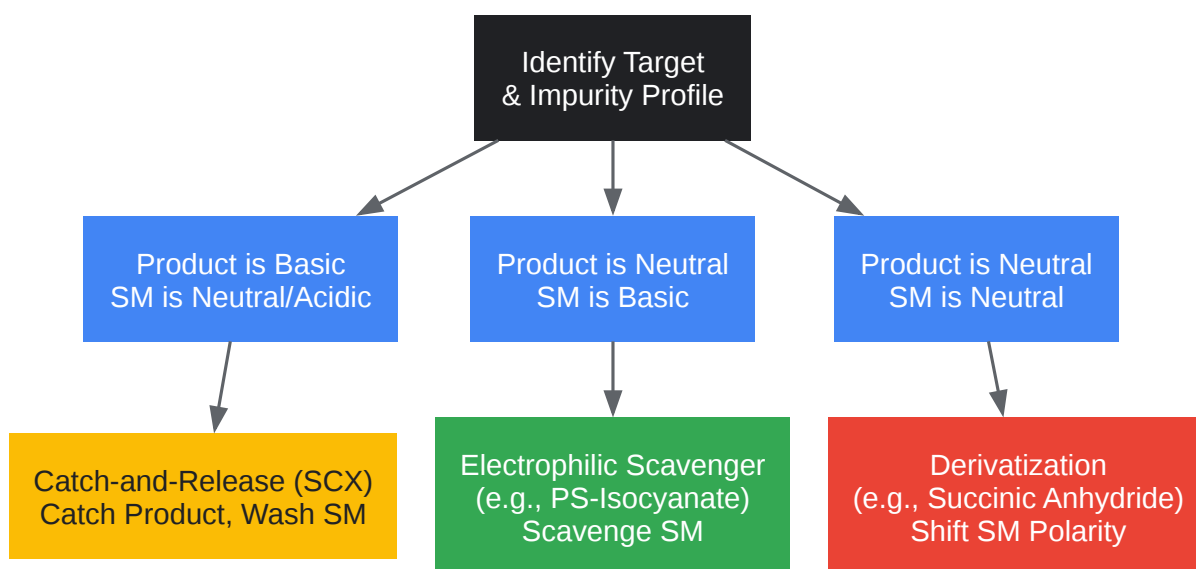 Identify Target
& Impurity Profile
Product is Basic
SM is Neutral/Acidic
Product is Neutral
SM is Basic
Product is Neutral
SM is Neutral
Catch-and-Release (SCX)
Catch Product, Wash SM
Electrophilic Scavenger
(e.g., PS-Isocyanate)
Scavenge SM
Derivatization
(e.g., Succinic Anhydride)
Shift SM Polarity